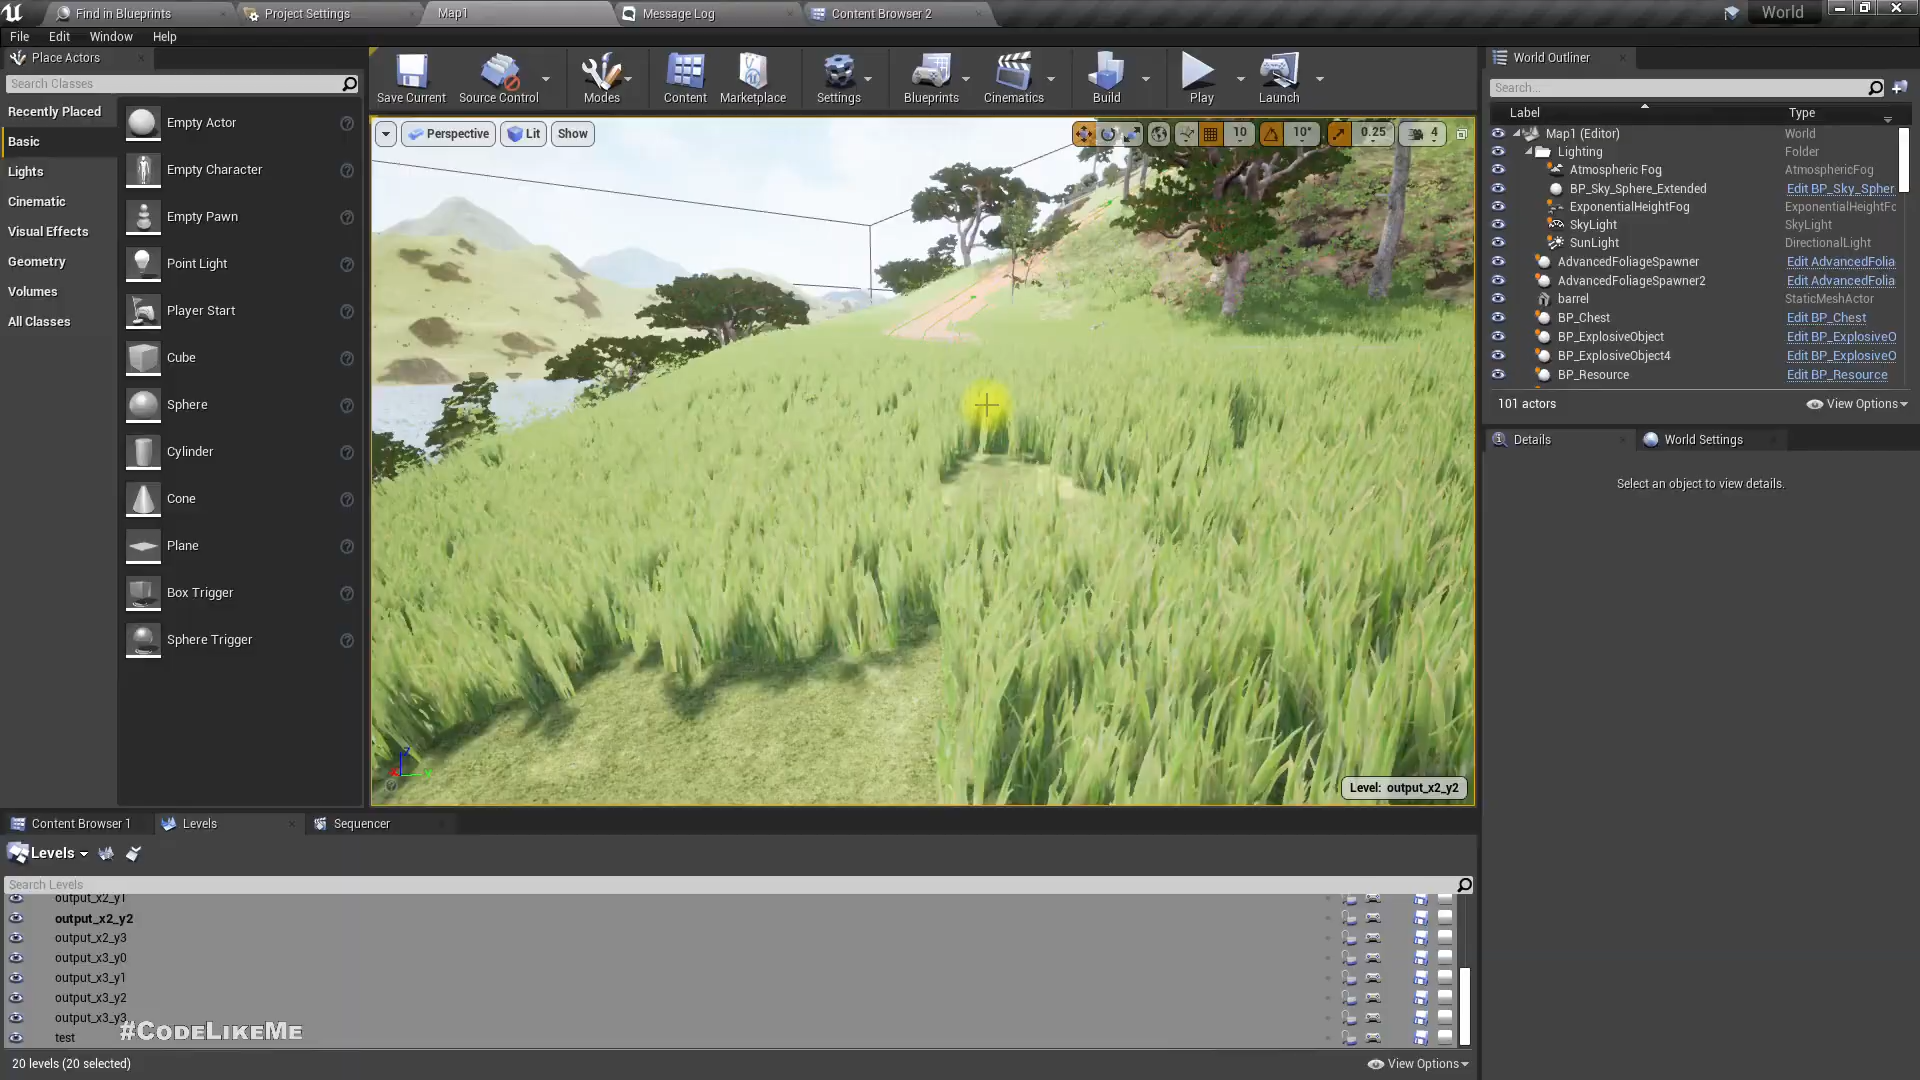 Find in Blueprints
Project Settings
Map1
Message Log
Content Browser 2
World
File
Edit
Window
Help
Place Actors
Search Classes
Recently Placed
Basic
Lights
Cinematic
Visual Effects
Geometry
Volumes
All Classes
Empty Actor
Empty Character
Empty Pawn
Point Light
Player Start
Cube
Sphere
Cylinder
Cone
Plane
Box Trigger
Sphere Trigger
Save Current
Source Control
Modes
Content
Marketplace
Settings
Blueprints
Cinematics
Build
Play
Launch
Perspective
Lit
Show
10
10°
0.25
4
Level: output_x2_y2
World Outliner
Search...
Label
Type
Map1 (Editor)
World
Lighting
Folder
Atmospheric Fog
AtmosphericFog
BP_Sky_Sphere_Extended
Edit BP_Sky_Spher
ExponentialHeightFog
ExponentialHeightFc
SkyLight
SkyLight
SunLight
DirectionalLight
AdvancedFoliageSpawner
Edit AdvancedFolia
AdvancedFoliageSpawner2
Edit AdvancedFolia
barrel
StaticMeshActor
BP_Chest
Edit BP_Chest
BP_ExplosiveObject
Edit BP_ExplosiveO
BP_ExplosiveObject4
Edit BP_ExplosiveO
BP_Resource
Edit BP_Resource
101 actors
View Options
Details
World Settings
Select an object to view details.
Content Browser 1
Levels
Sequencer
Levels
Search Levels
output_x2_y1
output_x2_y2
output_x2_y3
output_x3_y0
output_x3_y1
output_x3_y2
output_x3_y3
test
#CodeLikeMe
20 levels (20 selected)
View Options